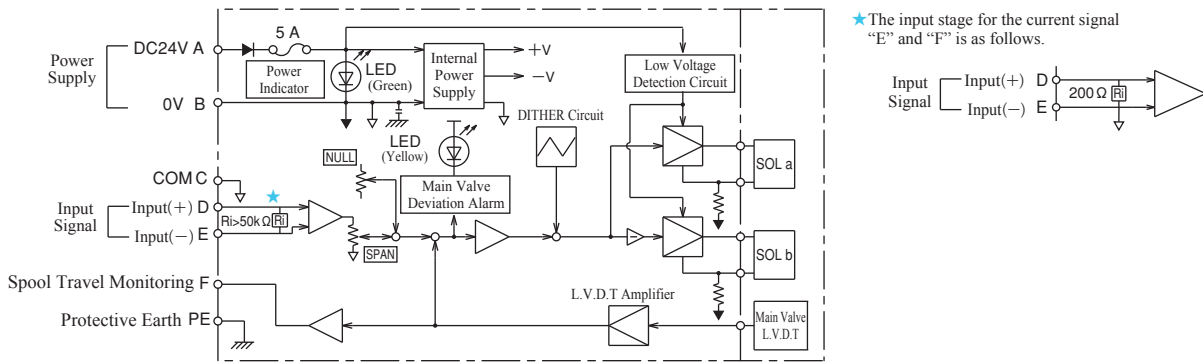 Power
Supply
DC24V A
0V B
5 A
Power
Indicator
LED
(Green)
Internal
Power
Supply
+V
−V
Low Voltage
Detection Circuit
DITHER Circuit
LED
(Yellow)
NULL
Main Valve
Deviation Alarm
COM C
Input
Signal
Input(+) D
Input(−) E
Ri>50k Ω
Ri
SPAN
−
SOL a
SOL b
Spool Travel Monitoring F
Protective Earth PE
L.V.D.T Amplifier
Main Valve
L.V.D.T
★The input stage for the current signal
“E” and “F” is as follows.
Input
Signal
Input(+) D
Input(−) E
200 Ω
Ri